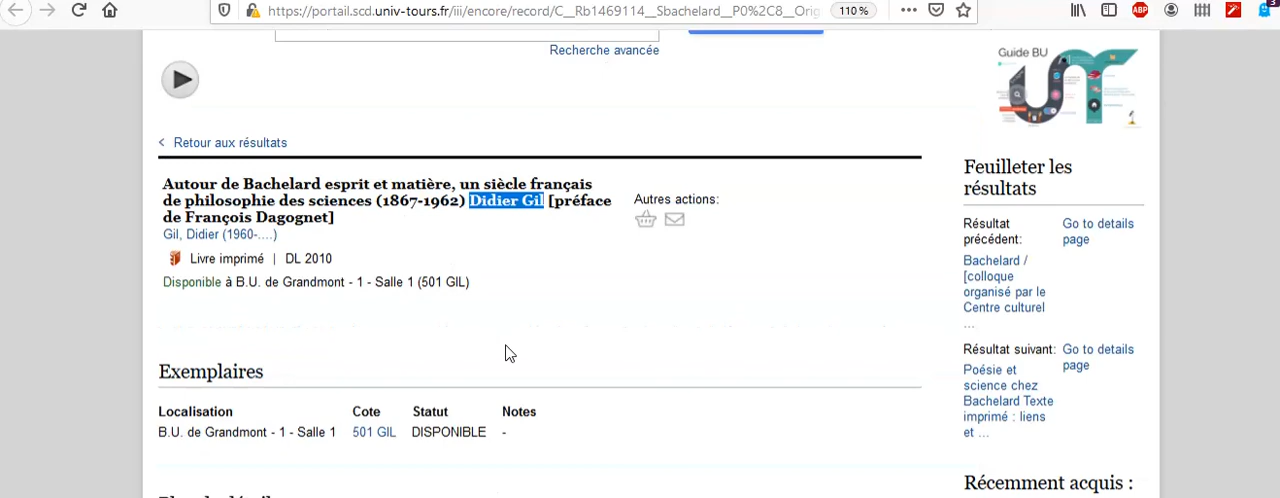 https://portail.scd.univ-tours.fr/iii/encore/record/C__Rb1469114__Sbachelard__P0%2C8__Orig
110 %
ABP
3
Recherche avancée
Guide BU
Retour aux résultats
Autour de Bachelard esprit et matière, un siècle français
de philosophie des sciences (1867-1962) Didier Gil [préface
de François Dagognet]
Gil, Didier (1960-....)
Livre imprimé | DL 2010
Disponible à B.U. de Grandmont - 1 - Salle 1 (501 GIL)
Autres actions:
Exemplaires
Localisation Cote Statut Notes
B.U. de Grandmont - 1 - Salle 1 501 GIL DISPONIBLE -
Feuilleter les
résultats
Résultat
précédent:
Go to details
page
Bachelard /
[colloque
organisé par le
Centre culturel
...
Résultat suivant:
Go to details
page
Poésie et
science chez
Bachelard Texte
imprimé : liens
et ...
Récemment acquis :